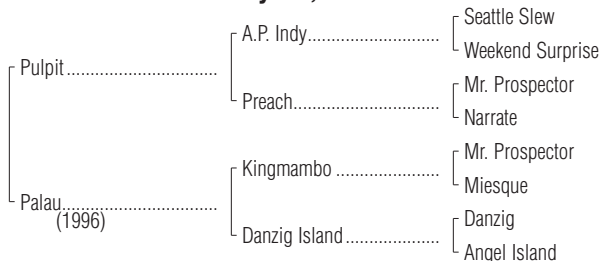 Seattle Slew
A.P. Indy
Weekend Surprise
Pulpit
Mr. Prospector
Preach
Narrate
Mr. Prospector
Kingmambo
Miesque
Palau
(1996)
Danzig
Danzig Island
Angel Island